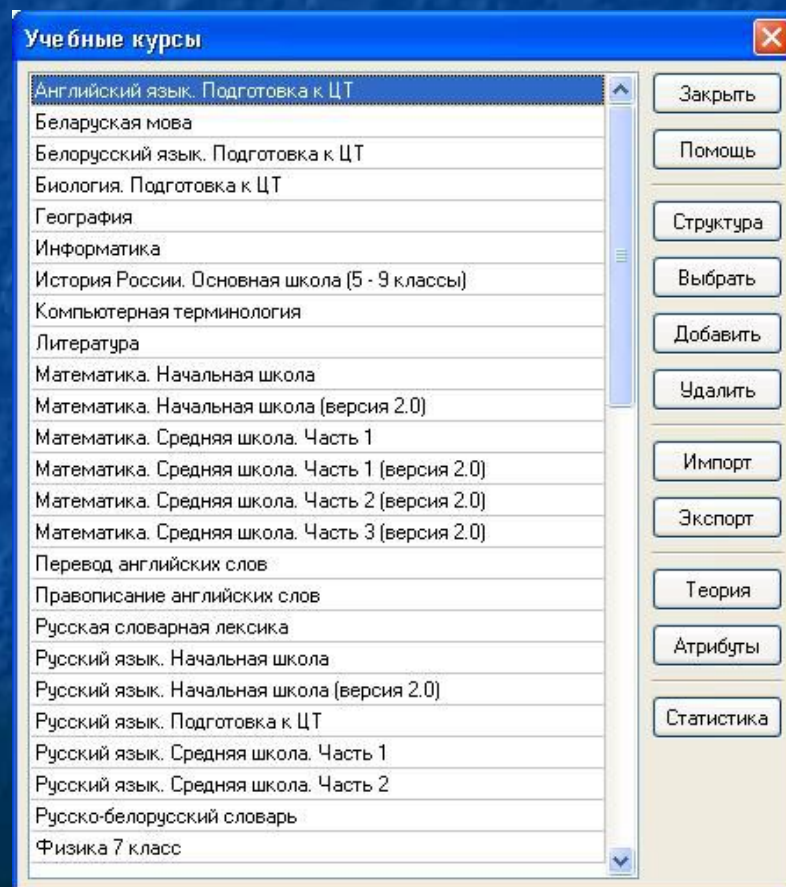 Учебные курсы
Английский язык. Подготовка к ЦТ
Беларуская мова
Белорусский язык. Подготовка к ЦТ
Биология. Подготовка к ЦТ
География
Информатика
История России. Основная школа (5 - 9 классы)
Компьютерная терминология
Литература
Математика. Начальная школа
Математика. Начальная школа (версия 2.0)
Математика. Средняя школа. Часть 1
Математика. Средняя школа. Часть 1 (версия 2.0)
Математика. Средняя школа. Часть 2 (версия 2.0)
Математика. Средняя школа. Часть 3 (версия 2.0)
Перевод английских слов
Правописание английских слов
Русская словарная лексика
Русский язык. Начальная школа
Русский язык. Начальная школа (версия 2.0)
Русский язык. Подготовка к ЦТ
Русский язык. Средняя школа. Часть 1
Русский язык. Средняя школа. Часть 2
Русско-белорусский словарь
Физика 7 класс
Закрыть
Помощь
Структура
Выбрать
Добавить
Удалить
Импорт
Экспорт
Теория
Атрибуты
Статистика